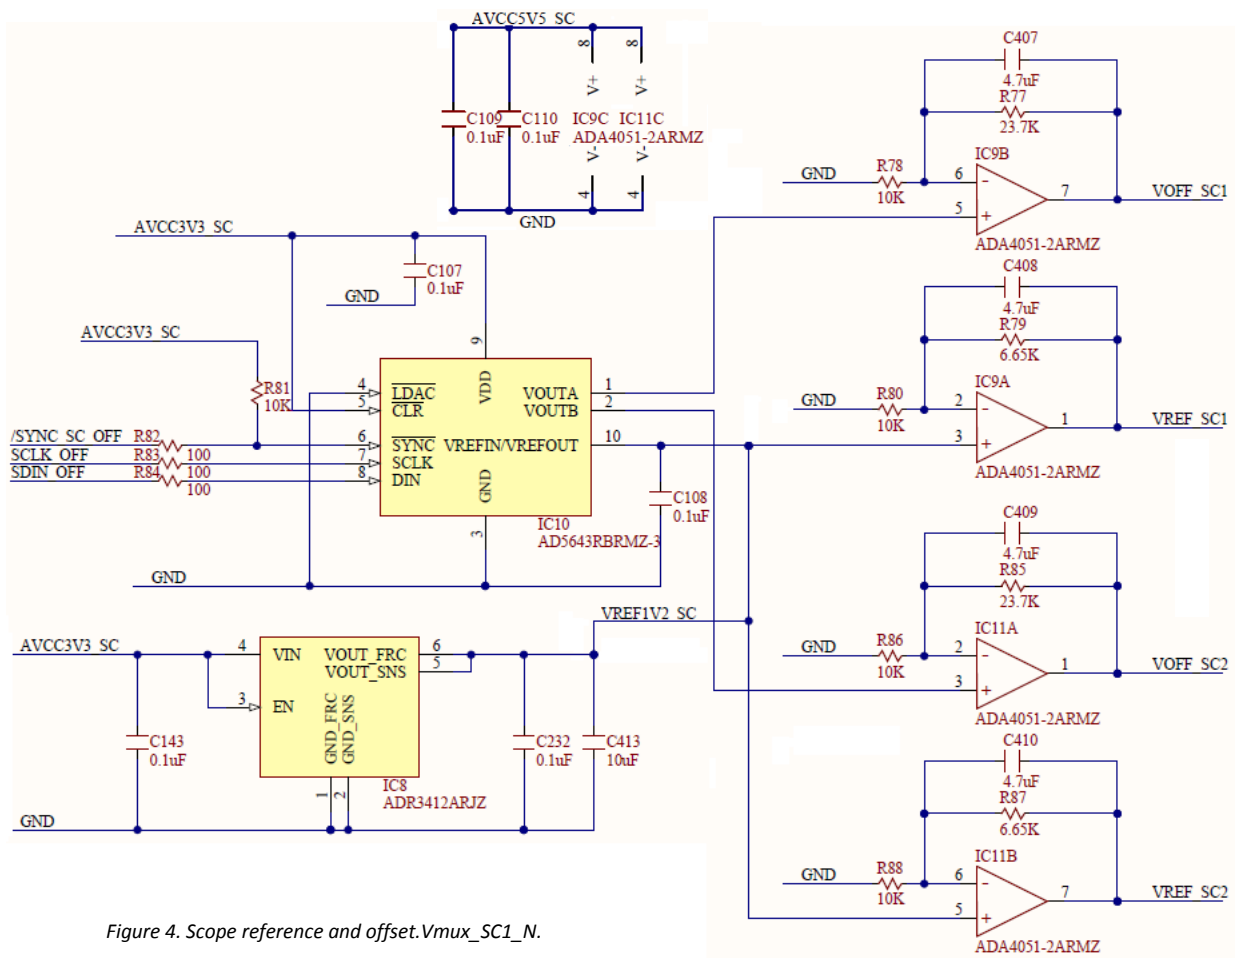 AVCC5V5_SC
8
8
V+
V+
C109
0.1uF
C110
0.1uF
IC9C
IC11C
ADA4051-2ARMZ
V-
V-
4
4
GND
AVCC3V3_SC
C107
0.1uF
GND
AVCC3V3_SC
R81
10K
9
VDD
4
LDAC
5
CLR
/SYNC_SC_OFF
R82
100
6
SYNC
SCLK_OFF
R83
100
7
SCLK
SDIN_OFF
R84
100
8
DIN
VOUTA
1
VOUTB
2
VREFIN/VREFOUT
10
GND
3
IC10
AD5643RBRMZ-3
C108
0.1uF
GND
VREF1V2_SC
AVCC3V3_SC
4
VIN
3
EN
VOUT_FRC
6
VOUT_SNS
5
GND_FRC
GND_SNS
1
2
IC8
ADR3412ARJZ
C143
0.1uF
C232
0.1uF
C413
10uF
GND
C407
4.7uF
R77
23.7K
IC9B
GND
R78
10K
6
-
5
+
7
VOFF_SC1
ADA4051-2ARMZ
C408
4.7uF
R79
6.65K
IC9A
GND
R80
10K
2
-
3
+
1
VREF_SC1
ADA4051-2ARMZ
C409
4.7uF
R85
23.7K
IC11A
GND
R86
10K
2
-
3
+
1
VOFF_SC2
ADA4051-2ARMZ
C410
4.7uF
R87
6.65K
IC11B
GND
R88
10K
6
-
5
+
7
VREF_SC2
ADA4051-2ARMZ
Figure 4. Scope reference and offset.Vmux_SC1_N.